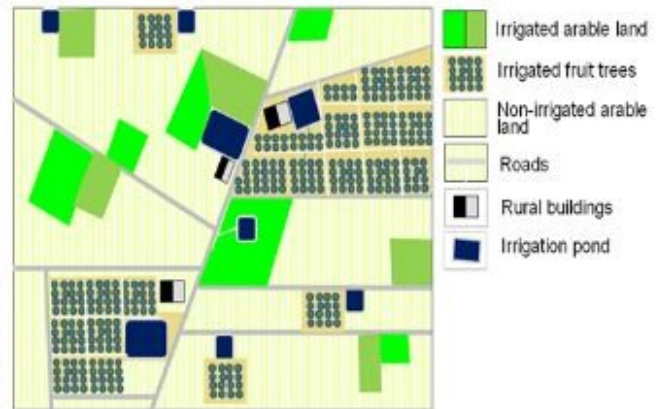 Irrigated arable land
Irrigated fruit trees
Non-irrigated arable
land
Roads
Rural buildings
Irrigation pond